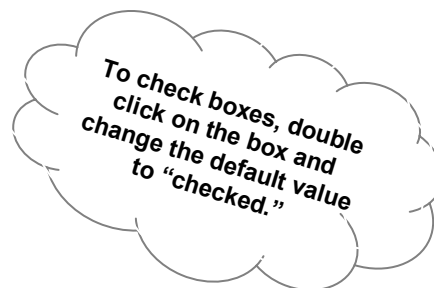 To check boxes, double
click on the box and
change the default value
to “checked.”